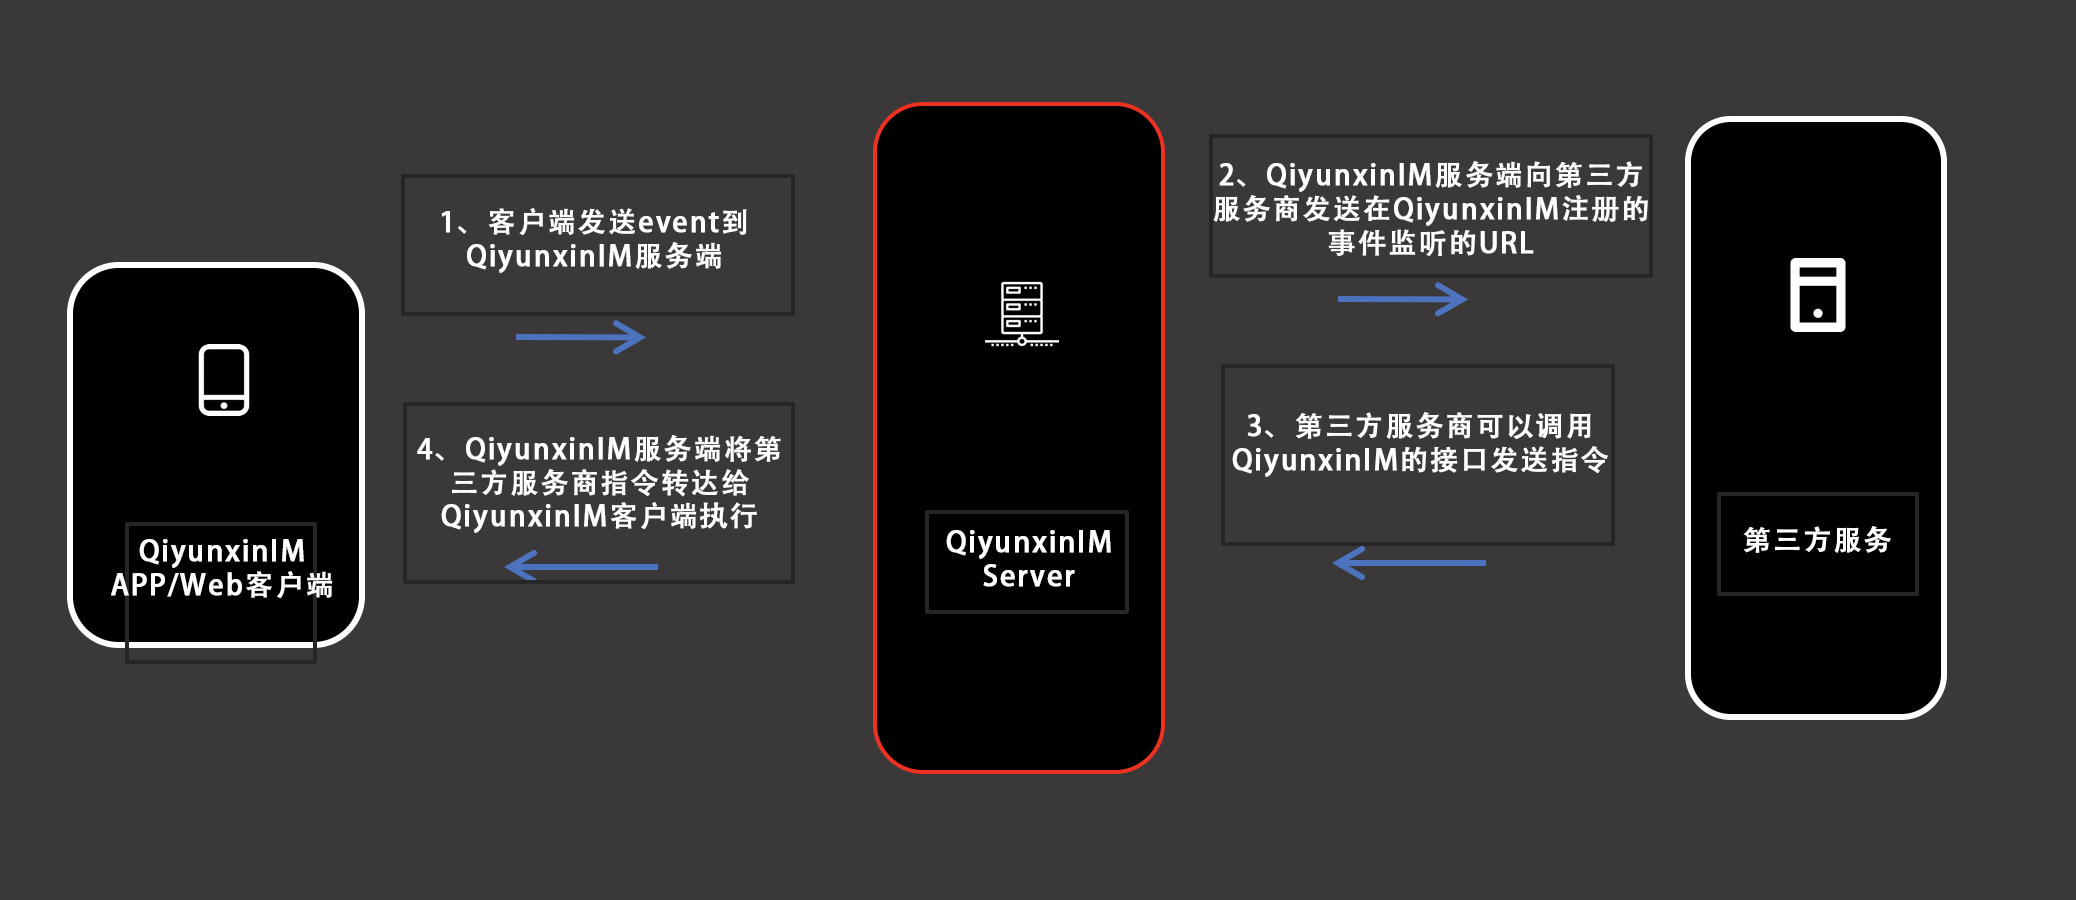 1、客户端发送event到
QiyunxinIM服务端
2、QiyunxinIM服务端向第三方
服务商发送在QiyunxinIM注册的
事件监听的URL
3、第三方服务商可以调用
QiyunxinIM的接口发送指令
4、QiyunxinIM服务端将第
三方服务商指令转达给
QiyunxinIM客户端执行
QiyunxinIM
APP/Web客户端
QiyunxinIM
Server
第三方服务